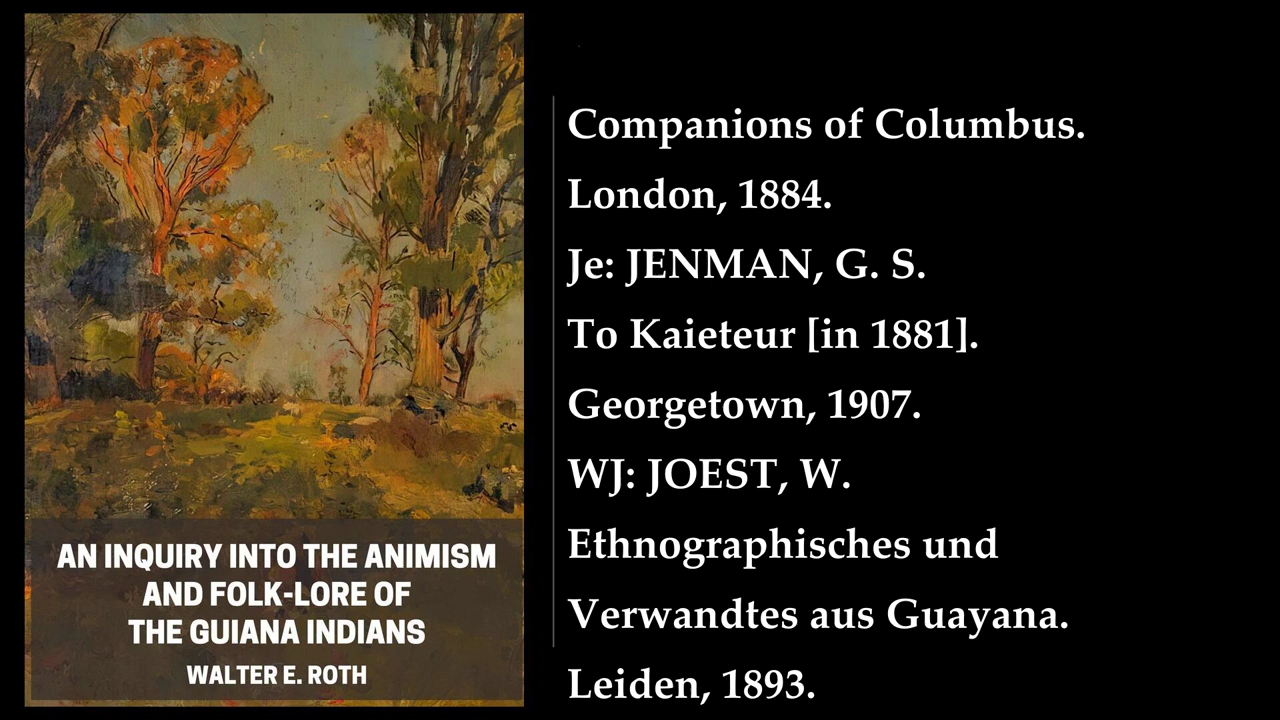 AN INQUIRY INTO THE ANIMISM
AND FOLK-LORE OF
THE GUIANA INDIANS
WALTER E. ROTH
Companions of Columbus.
London, 1884.
Je: JENMAN, G. S.
To Kaieteur [in 1881].
Georgetown, 1907.
WJ: JOEST, W.
Ethnographisches und
Verwandtes aus Guayana.
Leiden, 1893.